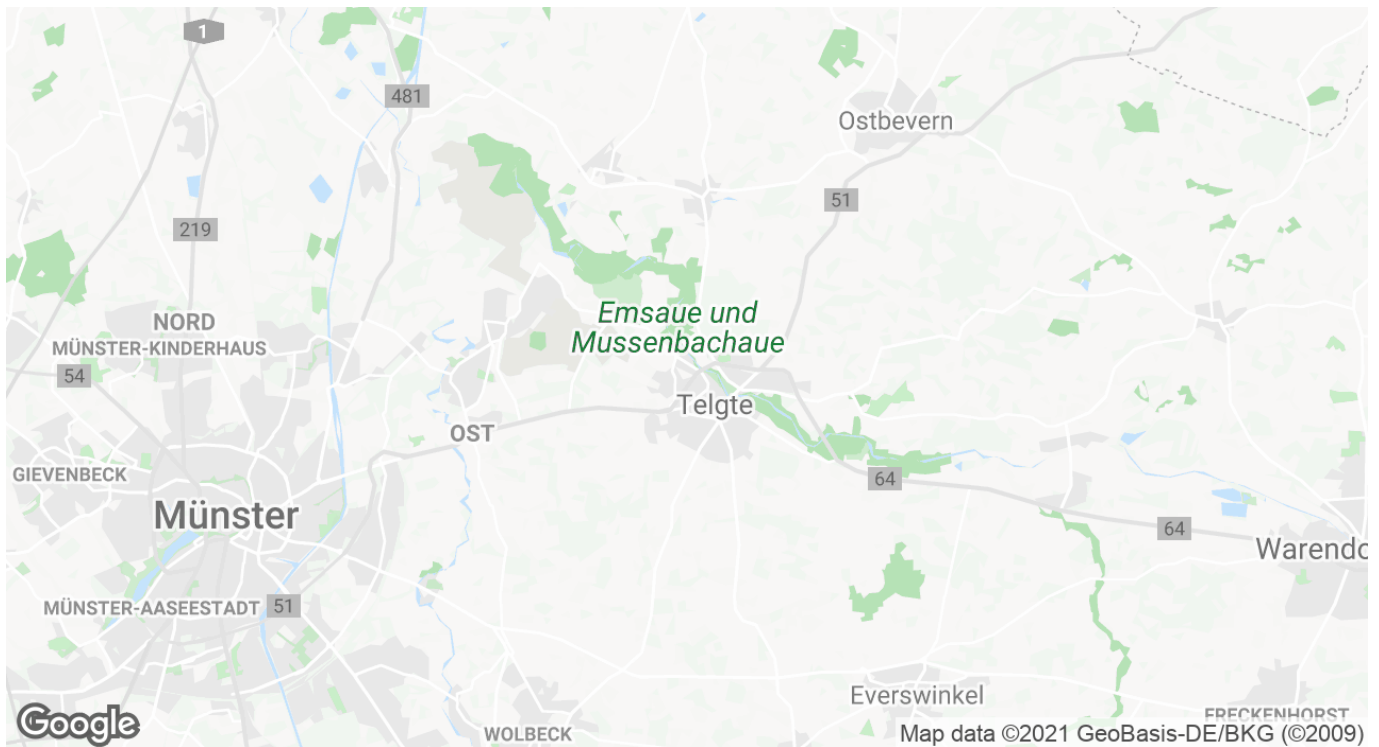 1
481
Ostbevern
51
219
Emsaue und
Mussenbachaue
NORD
MÜNSTER-KINDERHAUS
54
Telgte
OST
GIEVENBECK
64
Münster
64
Warendo
MÜNSTER-AASEESTADT
51
Everswinkel
FRECKENHORST
Google
WOLBECK
Map data ©2021 GeoBasis-DE/BKG (©2009)